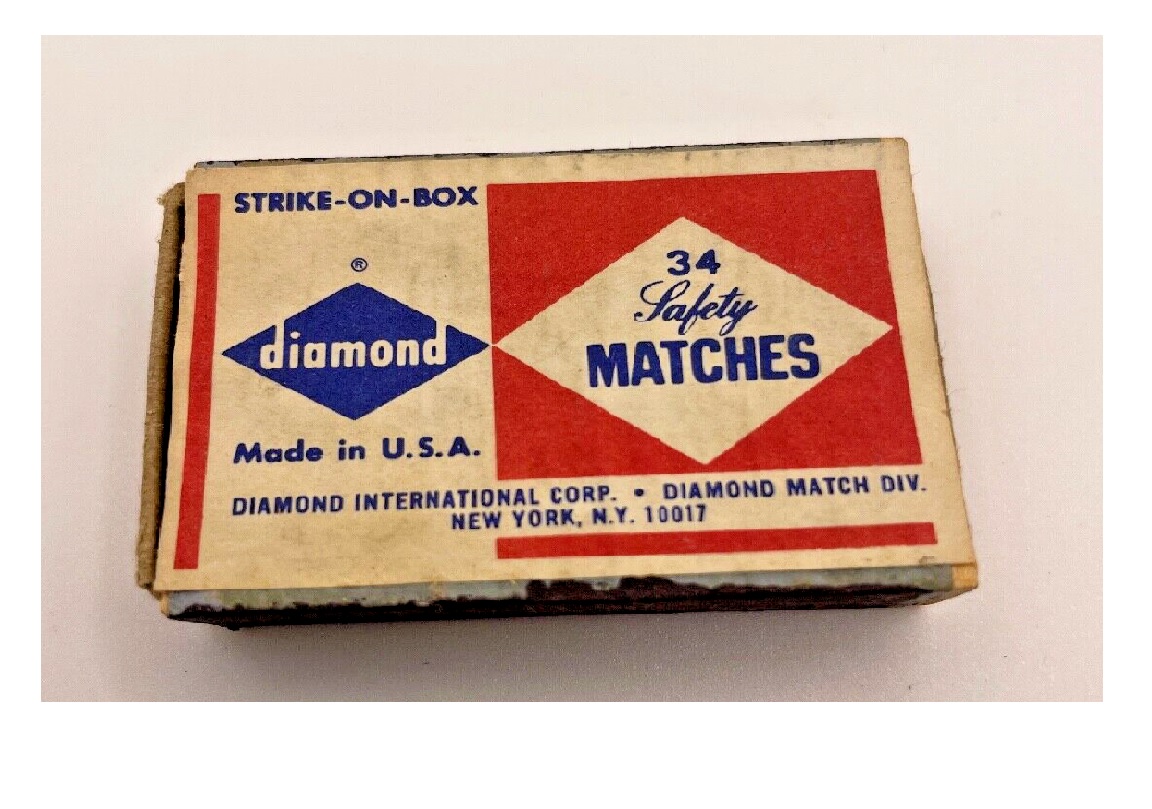 STRIKE-ON-BOX
®
diamond
Made in U.S.A.
34
Safety
MATCHES
DIAMOND INTERNATIONAL CORP. • DIAMOND MATCH DIV.
NEW YORK, N.Y. 10017